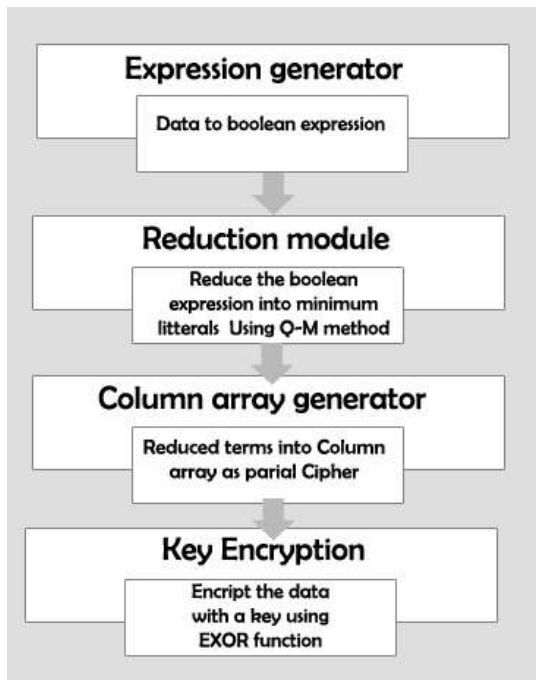 Expression generator
Data to boolean expression
Reduction module
Reduce the boolean
expression into minimum
litterals Using Q-M method
Column array generator
Reduced terms into Column
array as parial Cipher
Key Encryption
Encript the data
with a key using
EXOR function